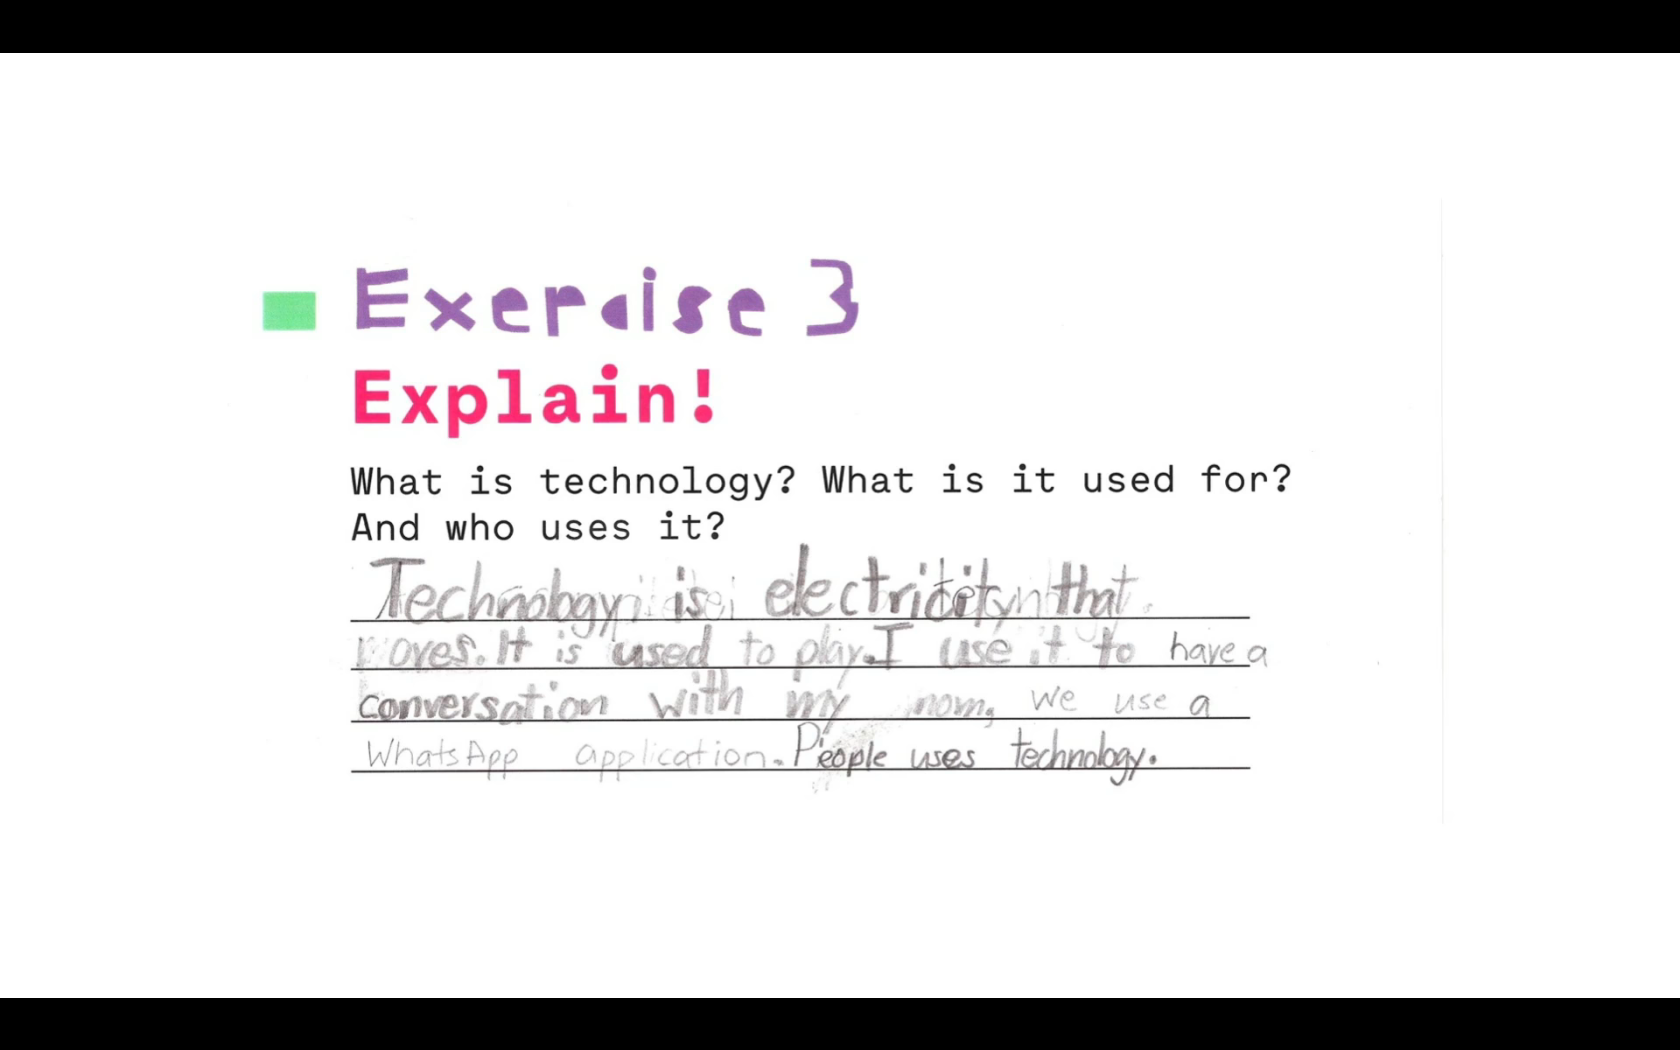 Exercise 3
Explain!
What is technology? What is it used for?
And who uses it?
Technology is electricity that
moves. It is used to play. I use it to have a
conversation with my mom, we use a
WhatsApp application. People uses technology.